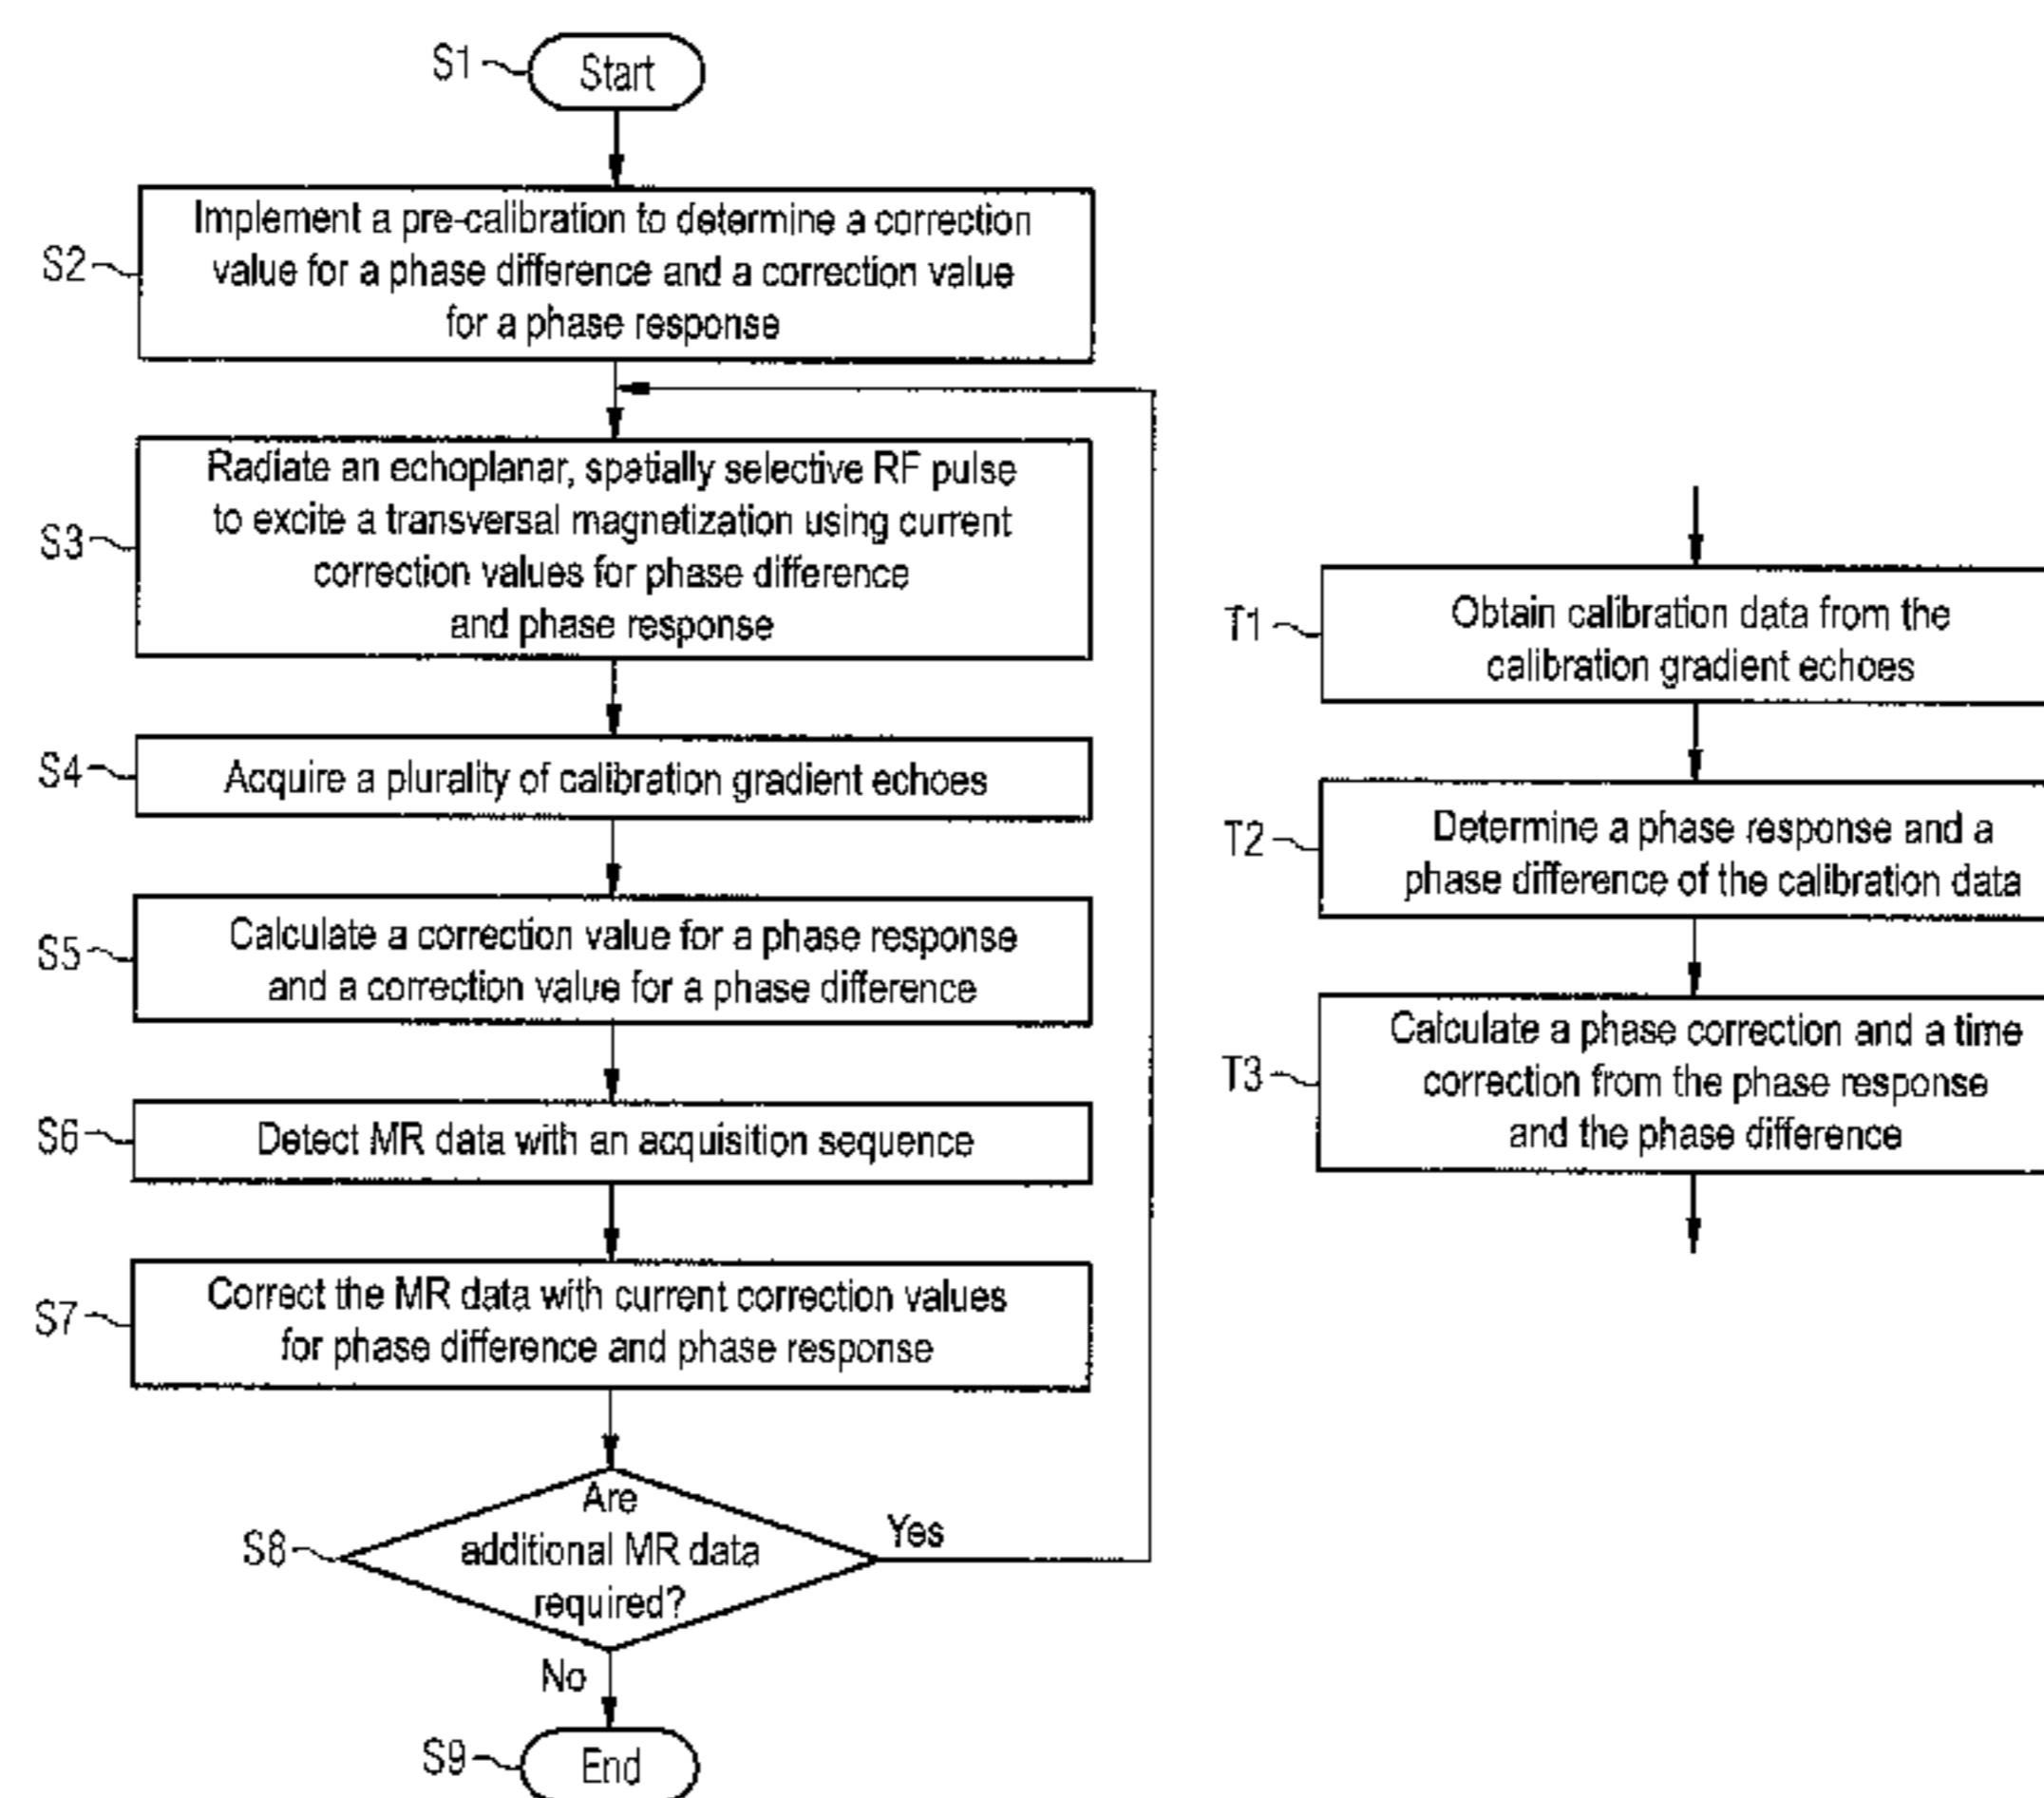 S1
Start
S2
Implement a pre-calibration to determine a correction
value for a phase difference and a correction value
for a phase response
S3
Radiate an echoplanar, spatially selective RF pulse
to excite a transversal magnetization using current
correction values for phase difference
and phase response
S4
Acquire a plurality of calibration gradient echoes
S5
Calculate a correction value for a phase response
and a correction value for a phase difference
S6
Detect MR data with an acquisition sequence
S7
Correct the MR data with current correction values
for phase difference and phase response
S8
Are
additional MR data
required?
Yes
No
S9
End
T1
Obtain calibration data from the
calibration gradient echoes
T2
Determine a phase response and a
phase difference of the calibration data
T3
Calculate a phase correction and a time
correction from the phase response
and the phase difference